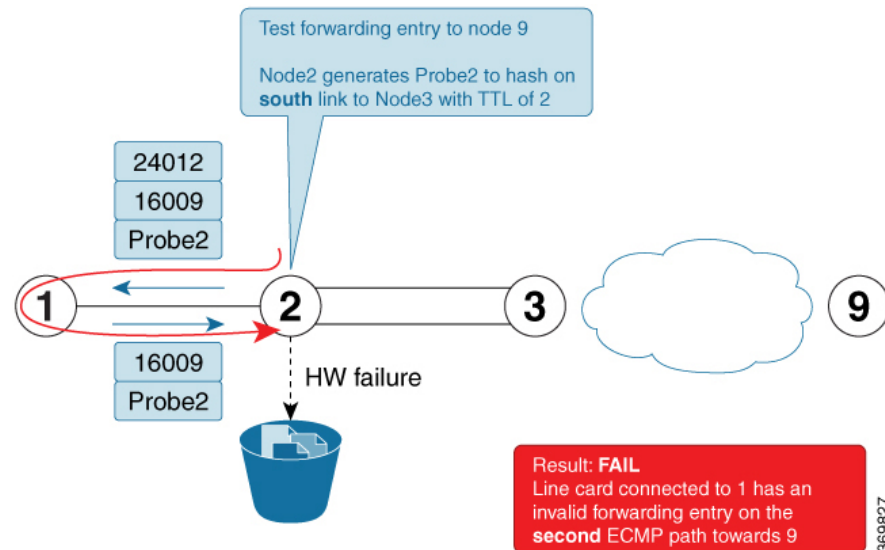 Test forwarding entry to node 9
Node2 generates Probe2 to hash on
south link to Node3 with TTL of 2
24012
16009
Probe2
1
2
3
9
16009
Probe2
HW failure
Result: FAIL
Line card connected to 1 has an
invalid forwarding entry on the
second ECMP path towards 9